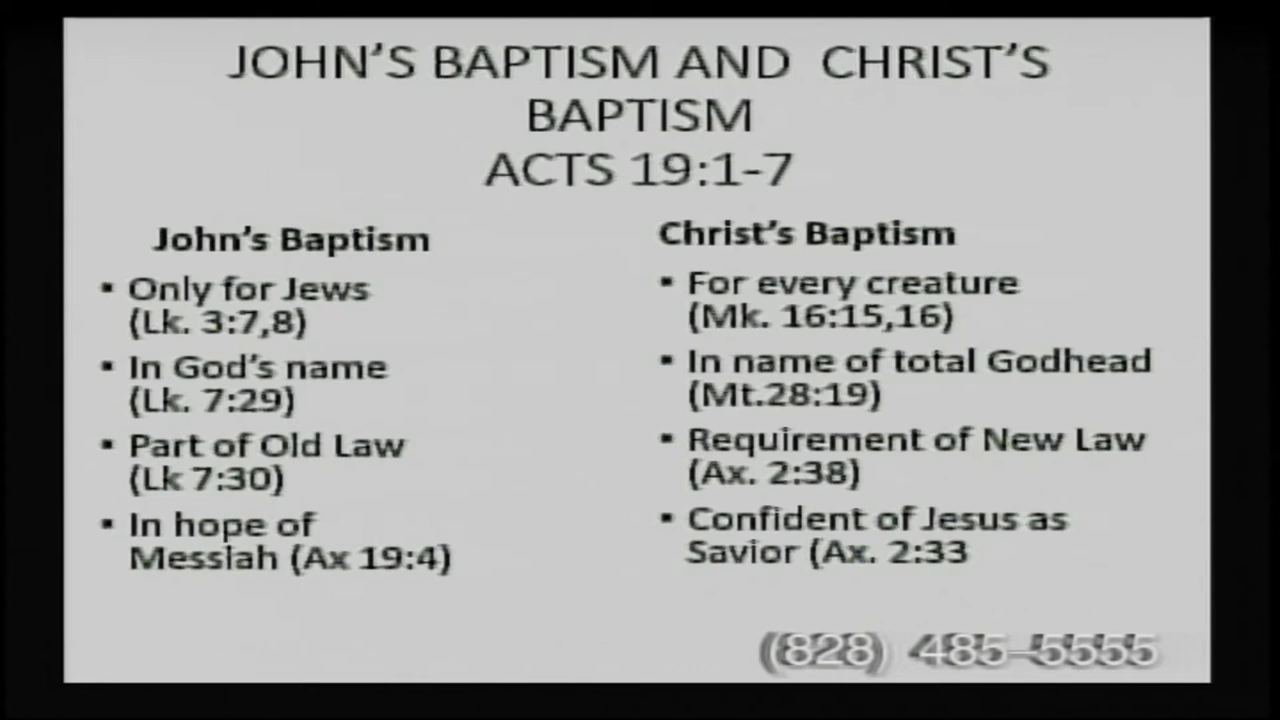 JOHN'S BAPTISM AND CHRIST'S
BAPTISM
ACTS 19:1-7
John's Baptism
▪ Only for Jews
(Lk. 3:7,8)
▪ In God's name
(Lk. 7:29)
▪ Part of Old Law
(Lk 7:30)
▪ In hope of
Messiah (Ax 19:4)
Christ's Baptism
▪ For every creature
(Mk. 16:15,16)
▪ In name of total Godhead
(Mt.28:19)
▪ Requirement of New Law
(Ax. 2:38)
▪ Confident of Jesus as
Savior (Ax. 2:33
(828) 485-5555